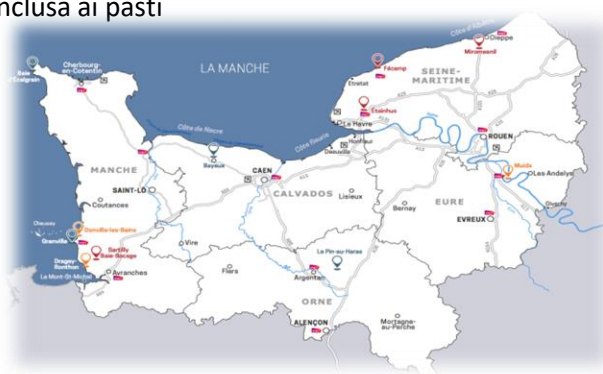 inclusa ai pasti
Côte d'Albâtre
Dieppe
Miromesnil
Cherbourg-
en-Cotentin
Baie
d'Ecalgrain
LA MANCHE
Fécamp
SEINE-
MARITIME
Etretat
Etainhus
Le Havre
Côte de Nacre
Côte fleurie
Honfleur
Deauville
ROUEN
Bayeux
CAEN
Muids
Les Andelys
MANCHE
SAINT-LÔ
CALVADOS
Lisieux
EURE
Giverny
Coutances
Bernay
EVREUX
Chausey
Donville-les-Bains
Granville
Vire
Sartilly
Baie-Bocage
Dragey-
Ronthon
Le Pin-au-Haras
Le Mont-St-Michel
Avranches
Flers
Argentan
ORNE
ALENÇON
Mortagne-
au-Perche